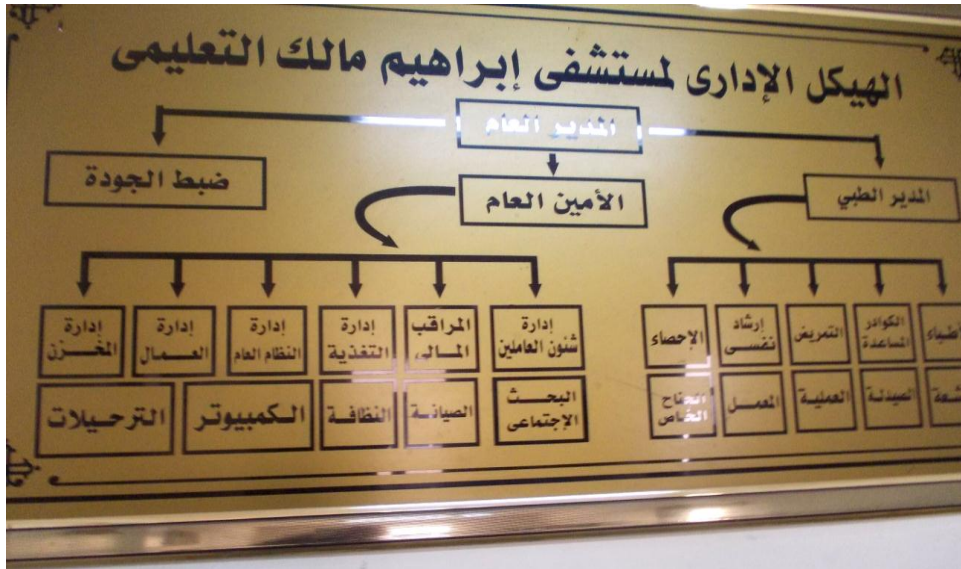 الهيكل الإدارى لمستشفى إبراهيم مالك التعليمى
المدير العام
المدير الطبي
الأمين العام
ضبط الجودة
الكوادر
المساعدة
التمريض
إرشاد
نفسى
الإحصاء
إدارة
شئون العاملين
المراقب
المالى
إدارة
التغذية
إدارة
النظام العام
إدارة
العمال
إدارة
المخزن
الصيدلة
العملية
المعمل
الجناح
الخاص
البحث
الإجتماعى
الصيانة
النظافة
الكمبيوتر
الترحيلات